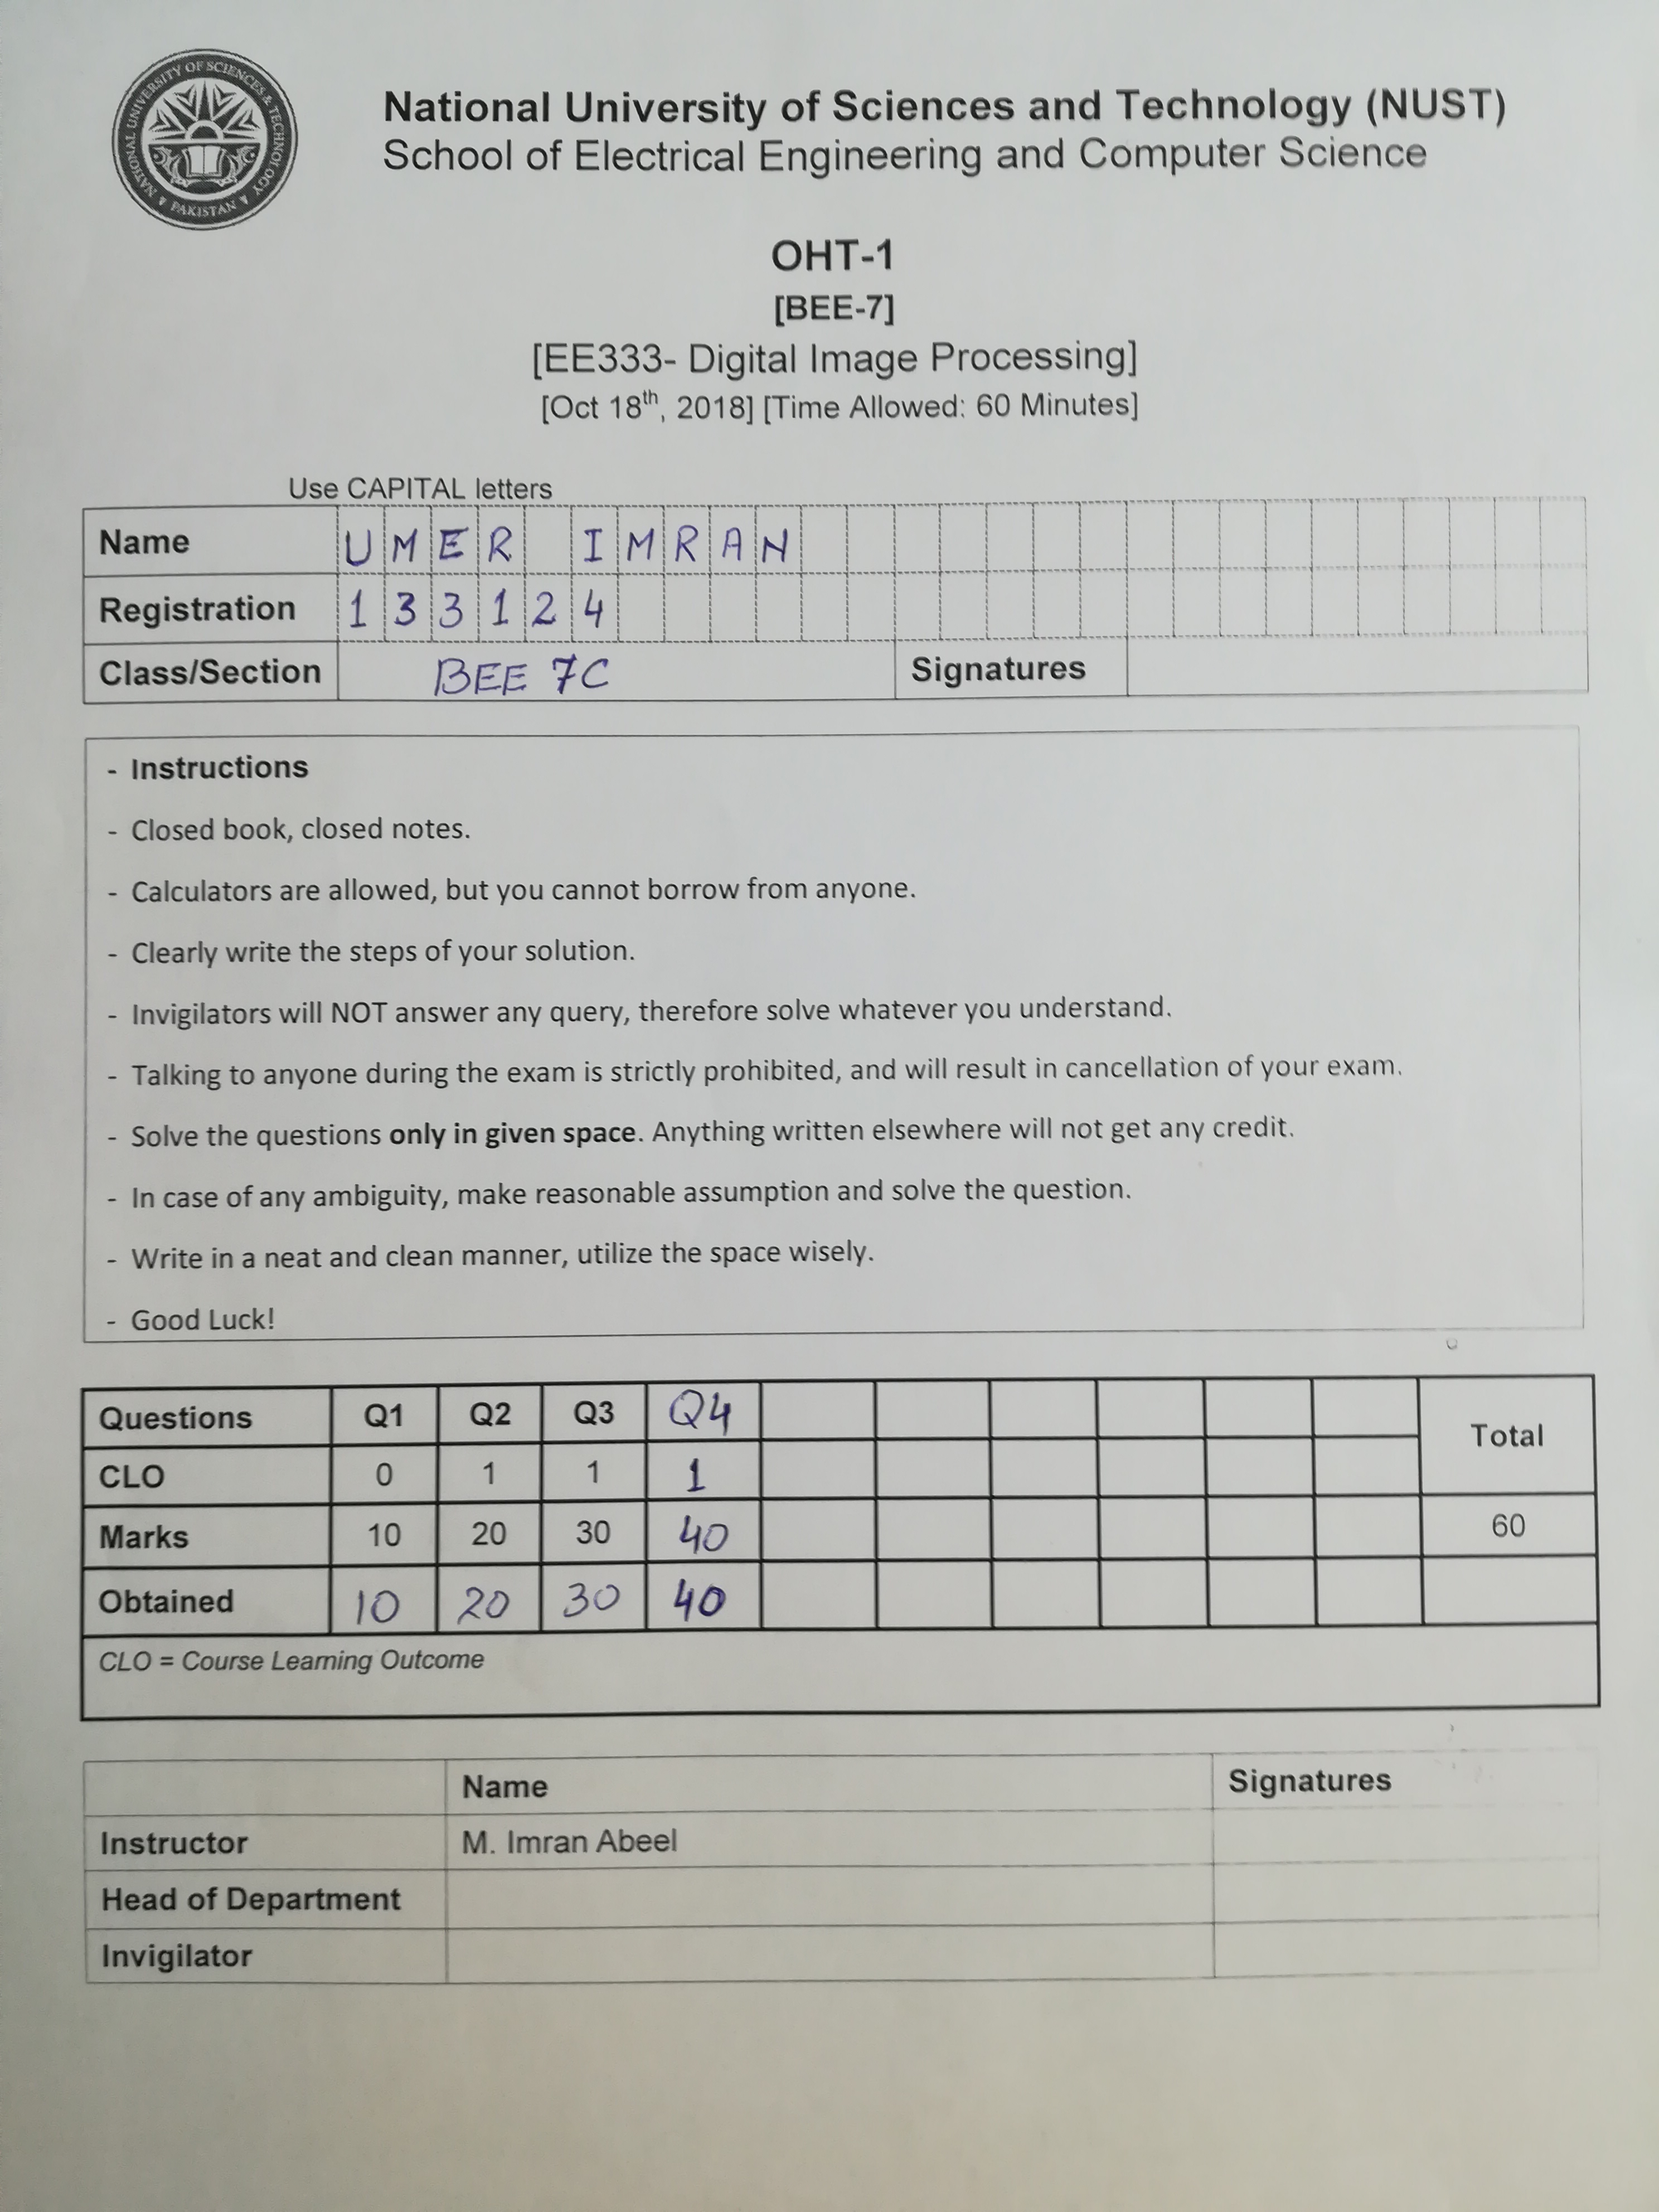 NATIONAL UNIVERSITY OF SCIENCES & TECHNOLOGY
PAKISTAN
National University of Sciences and Technology (NUST)
School of Electrical Engineering and Computer Science
OHT-1
[BEE-7]
[EE333- Digital Image Processing]
[Oct 18th, 2018] [Time Allowed: 60 Minutes]
Use CAPITAL letters
Name UMER IMRAN
Registration 133124
Class/Section BEE 7C Signatures
- Instructions
- Closed book, closed notes.
- Calculators are allowed, but you cannot borrow from anyone.
- Clearly write the steps of your solution.
- Invigilators will NOT answer any query, therefore solve whatever you understand.
- Talking to anyone during the exam is strictly prohibited, and will result in cancellation of your exam.
- Solve the questions only in given space. Anything written elsewhere will not get any credit.
- In case of any ambiguity, make reasonable assumption and solve the question.
- Write in a neat and clean manner, utilize the space wisely.
- Good Luck!
Questions Q1 Q2 Q3 Q4 Total
CLO 0 1 1 1
Marks 10 20 30 40 60
Obtained 10 20 30 40
CLO = Course Learning Outcome
Name Signatures
Instructor M. Imran Abeel
Head of Department
Invigilator